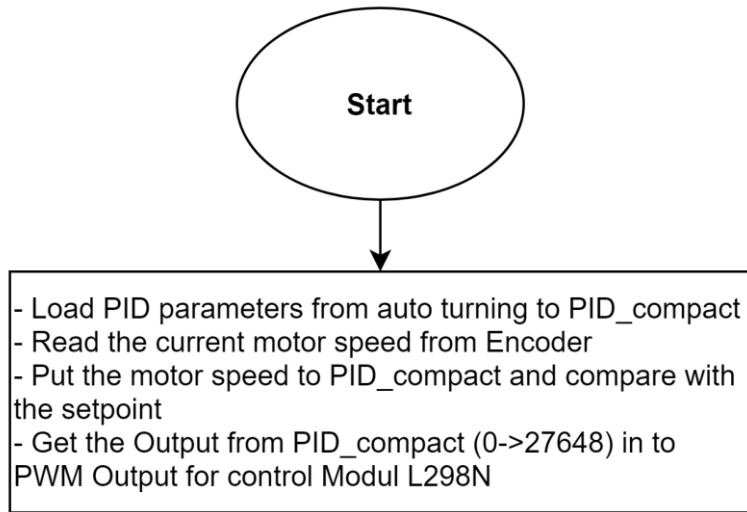 Start
- Load PID parameters from auto turning to PID_compact
- Read the current motor speed from Encoder
- Put the motor speed to PID_compact and compare with
the setpoint
- Get the Output from PID_compact (0->27648) in to
PWM Output for control Modul L298N